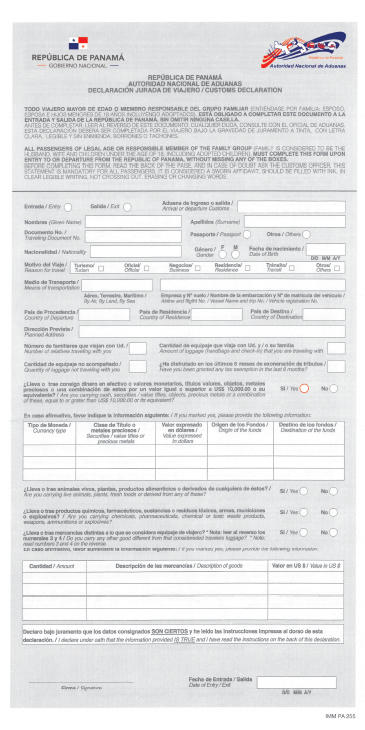 REPÚBLICA DE PANAMÁ
— GOBIERNO NACIONAL —
República de Panamá
Autoridad Nacional de Aduanas
REPÚBLICA DE PANAMÁ
AUTORIDAD NACIONAL DE ADUANAS
DECLARACIÓN JURADA DE VIAJERO / CUSTOMS DECLARATION
TODO VIAJERO MAYOR DE EDAD O MIEMBRO RESPONSABLE DEL GRUPO FAMILIAR (ENTIÉNDASE POR FAMILIA: ESPOSO,
ESPOSA E HIJOS MENORES DE 18 AÑOS INCLUYENDO ADOPTADOS), ESTÁ OBLIGADO A COMPLETAR ESTE DOCUMENTO A LA
ENTRADA Y SALIDA DE LA REPÚBLICA DE PANAMÁ, SIN OMITIR NINGUNA CASILLA.
ANTES DE COMPLETAR, LEER AL REVERSO DE ESTE DOCUMENTO, CUALQUIER DUDA, CONSULTE CON EL OFICIAL DE ADUANAS.
ESTA DECLARACIÓN DEBERÁ SER COMPLETADA POR EL VIAJERO BAJO LA GRAVEDAD DE JURAMENTO A TINTA, CON LETRA
CLARA, LEGIBLE Y SIN ENMIENDA, BORRONES O TACHONES.
ALL PASSENGERS OF LEGAL AGE OR RESPONSIBLE MEMBER OF THE FAMILY GROUP (FAMILY IS CONSIDERED TO BE THE
HUSBAND, WIFE AND CHILDREN UNDER THE AGE OF 18, INCLUDING ADOPTED CHILDREN), MUST COMPLETE THIS FORM UPON
ENTRY TO OR DEPARTURE FROM THE REPUBLIC OF PANAMA, WITHOUT MISSING ANY OF THE BOXES.
BEFORE COMPLETING THIS FORM, READ THE BACK OF THE PAGE, AND IN CASE OF DOUBT ASK THE CUSTOMS OFFICER, THIS
STATEMENT IS MANDATORY FOR ALL PASSENGERS, IT IS CONSIDERED A SWORN AFFIDAVIT, SHOULD BE FILLED WITH, INK, IN
CLEAR LEGIBLE WRITING, NOT CROSSING OUT, ERASING OR CHANGING WORDS.
Entrada / Entry Salida / Exit Aduana de Ingreso o salida /
Arrival or departure Customs
Nombres (Given Name) Apellidos (Surname)
Documento No. / Pasaporte / Passport Otros / Others
Traveling Document No.
Nacionalidad / Nationality Género / F M Fecha de nacimiento /
Gender Date of Birth
D/D M/M A/Y
Motivo del Viaje / Turismo/ Oficial/ Negocios/ Residencia/ Tránsito/ Otros/
Reason for travel Turism Official Business Residence Transit Others
Medio de Transporte /
Means of transportation
Aéreo, Terrestre, Marítimo / Empresa y N° vuelo / Nombre de la embarcación y N° de matrícula del vehículo /
By Air, By Land, By Sea Airline and flight No. / Vessel Name and trip No. / Vehicle registration No.
País de Procedencia / País de Residencia / País de Destino /
Country of Departure Country of Residence Country of Destination
Dirección Prevista /
Planned Address
Número de familiares que viajan con Ud. / Cantidad de equipaje que viaja con Ud. y / o su familia
Number of relatives traveling with you Amount of luggage (handbags and check-in) that you are traveling with
Cantidad de equipaje no acompañado / ¿Ha disfrutado en los últimos 6 meses de exoneración de tributos /
Quantity of luggage not traveling with you Have you been granted any tax exemption in the last 6 months?
¿Lleva o trae consigo dinero en efectivo o valores monetarios, títulos valores, objetos, metales
preciosos o una combinación de estos por un valor igual o superior a US$ 10,000.00 o su
equivalente? / Are you carrying cash, securities / value titles, objects, precious metals or a combination
of these, equal to or grater than US$ 10,000.00 or its equivalent?
Sí / Yes No
En caso afirmativo, favor indique la información siguiente: / If you marked yes, please provide the following information:
Tipo de Moneda / Clase de Título o Valor expresado Origen de los Fondos / Destino de los fondos /
Currency type metales preciosos / en dólares / Origin of the funds Destination of the funds
Securities / value titles or Value expressed
precious metals in dollars
¿Lleva o trae animales vivos, plantas, productos alimenticios o derivados de cualquiera de éstos? / Sí / Yes No
Are you carrying live animals, plants, fresh foods or derived from any of these?
¿Lleva o trae productos químicos, farmacéuticos, sustancias o residuos tóxicos, armas, municiones
o explosivos? / Are you carrying chemicals, pharmaceuticals, chemical or toxic waste products,
weapons, ammunitions or explosives?
Sí / Yes No
¿Lleva o trae mercancías distintas a lo que se considera equipaje de viajero? * Nota: leer al reverso los
numerales 3 y 4 / Do you carry any other good different from that considerated travelers luggage? * Note,
read numbers 3 and 4 on the reverse.
Sí / Yes No
En caso afirmativo, favor suministre la información siguiente: / If you marked yes, please provide the following information.
Cantidad / Amount Descripción de las mercancías / Description of goods Valor en US $ / Value in US $
Declaro bajo juramento que los datos consignados SON CIERTOS y he leído las instrucciones impresas al dorso de esta
declaración. / I declare under oath that the information provided IS TRUE and I have read the instructions on the back of this declaration.
Firma / Signature
Fecha de Entrada / Salida
Date of Entry / Exit
D/D M/M A/Y
IMM PA 255